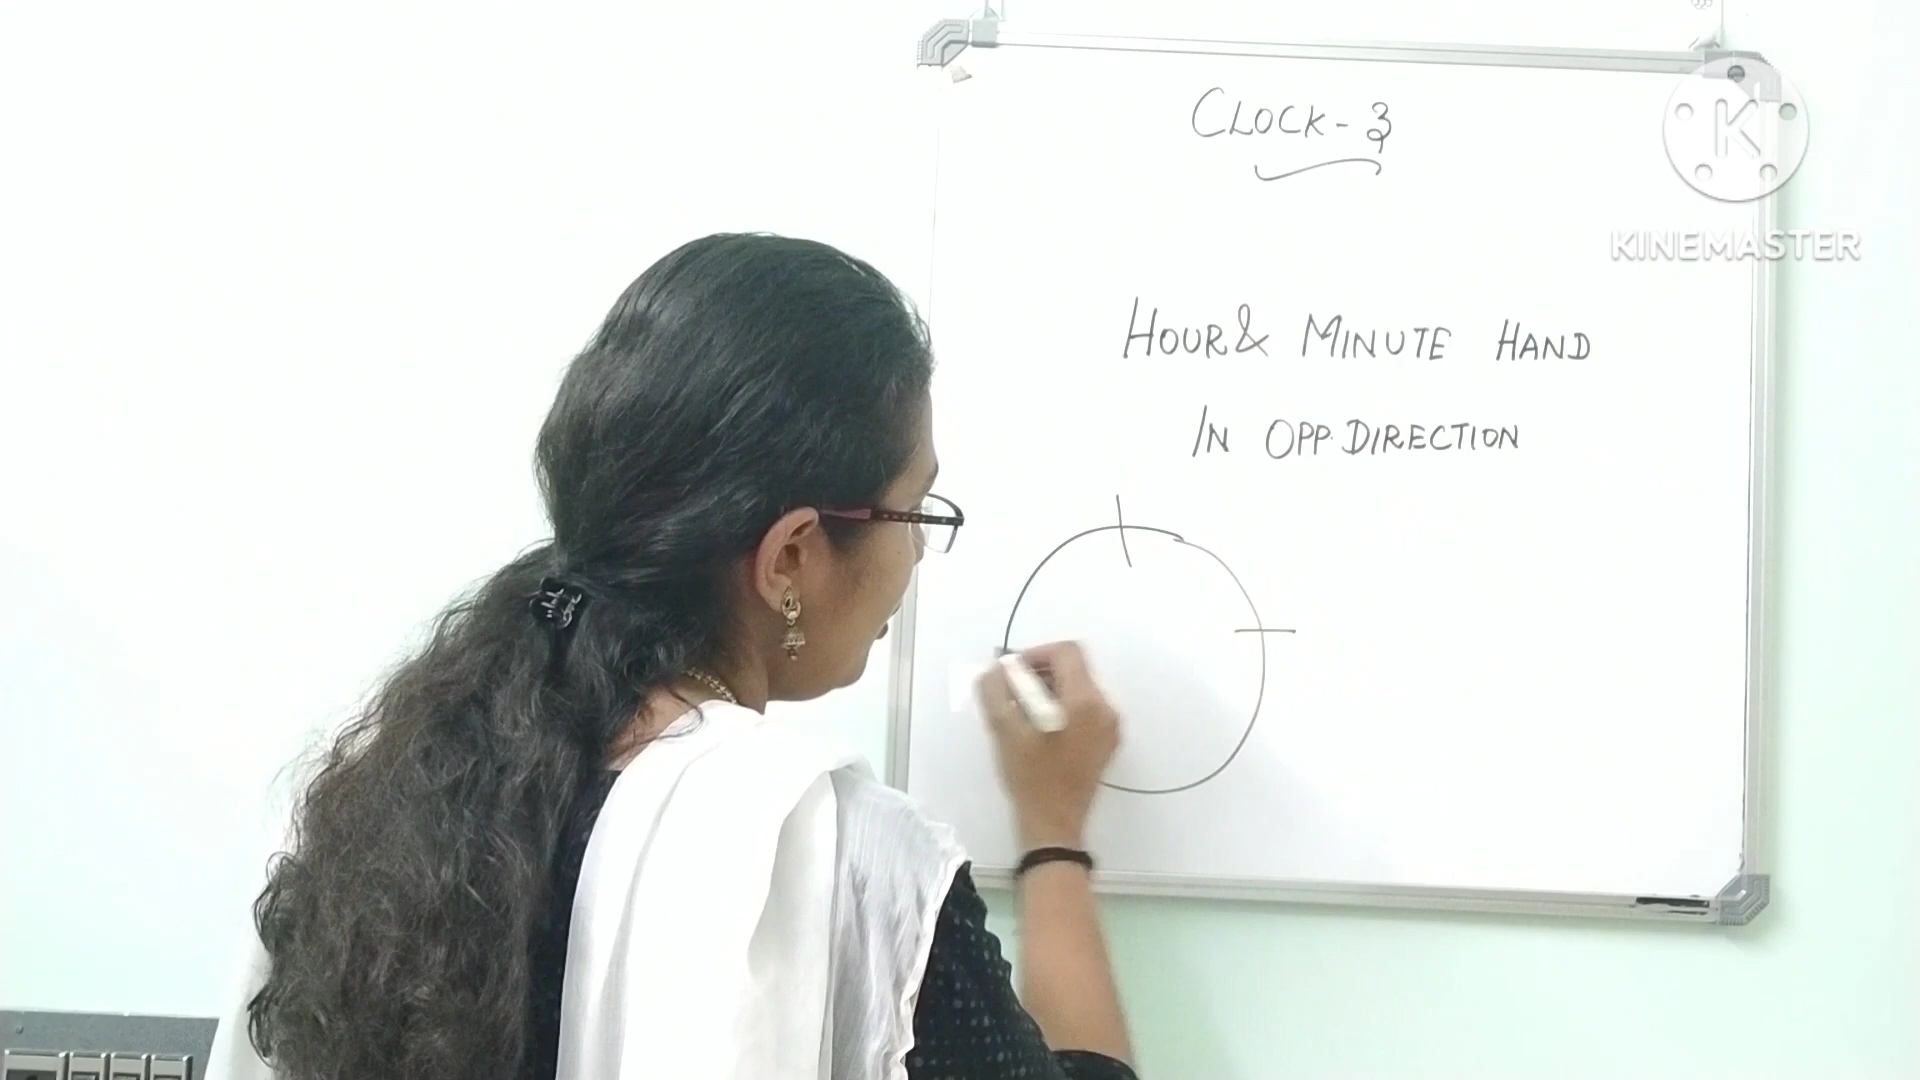 CLOCK - 3
KINEMASTER
HOUR & MINUTE HAND
IN OPP. DIRECTION